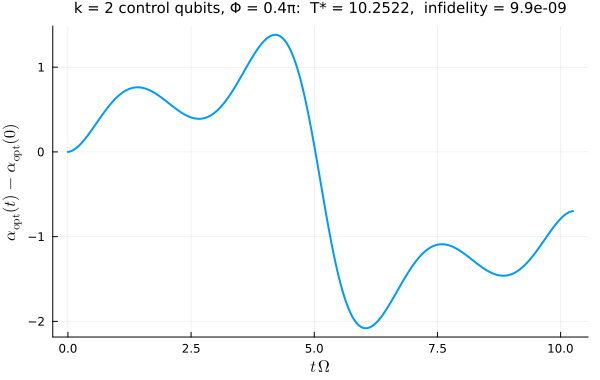 k = 2 control qubits, Φ = 0.4π:  T* = 10.2522,  infidelity = 9.9e-09
α_opt(t) − α_opt(0)
1
0
−1
−2
0.0 2.5 5.0 7.5 10.0
t Ω